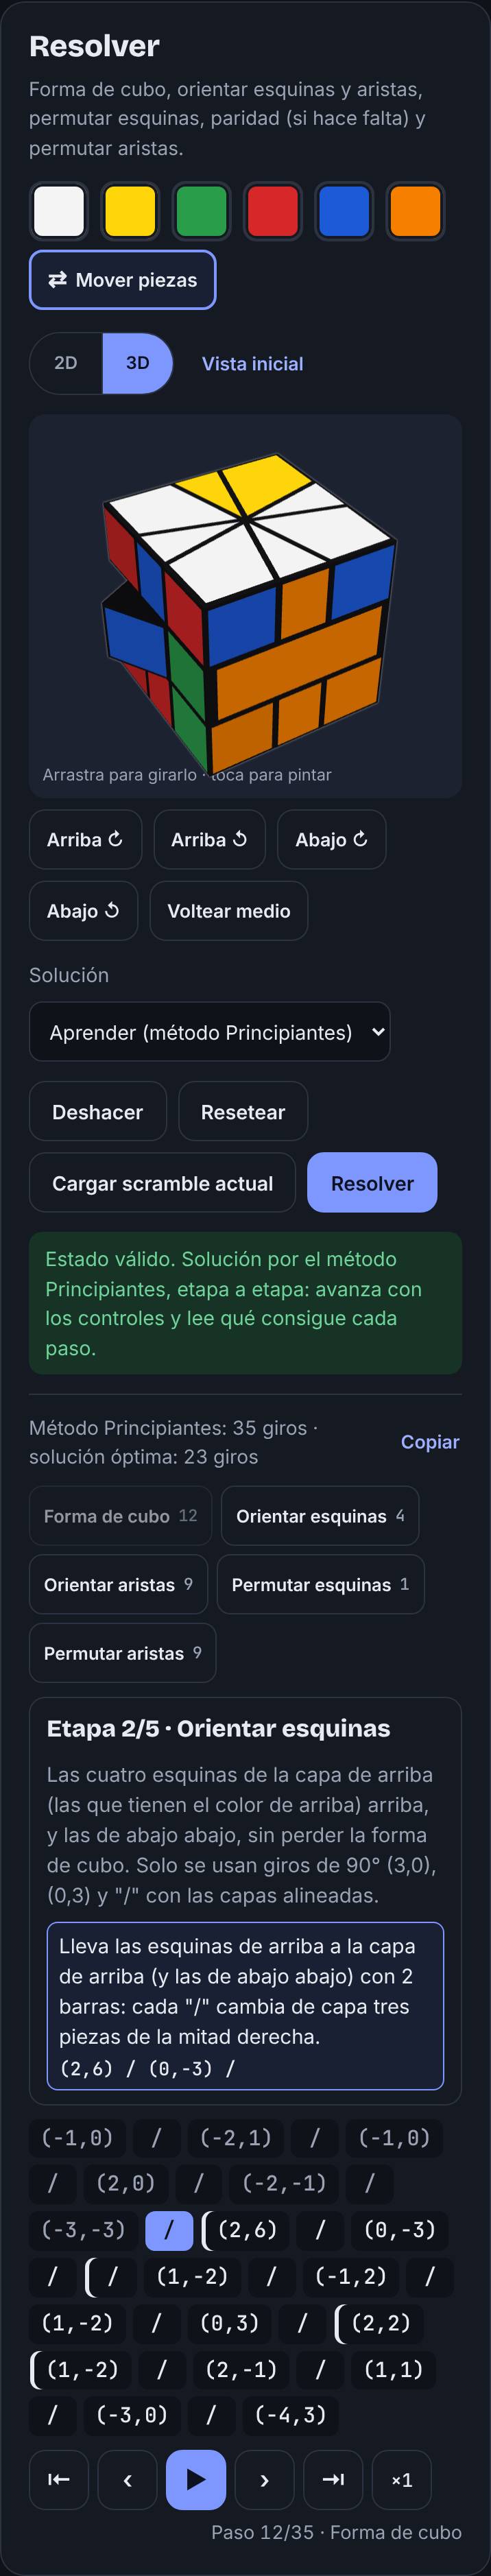 Resolver
Forma de cubo, orientar esquinas y aristas,
permutar esquinas, paridad (si hace falta) y
permutar aristas.
⇄ Mover piezas
2D 3D Vista inicial
Arrastra para girarlo · toca para pintar
Arriba ↻ Arriba ↺ Abajo ↻
Abajo ↺ Voltear medio
Solución
Aprender (método Principiantes)
Deshacer Resetear
Cargar scramble actual Resolver
Estado válido. Solución por el método
Principiantes, etapa a etapa: avanza con
los controles y lee qué consigue cada
paso.
Método Principiantes: 35 giros ·
solución óptima: 23 giros
Copiar
Forma de cubo 12 Orientar esquinas 4
Orientar aristas 9 Permutar esquinas 1
Permutar aristas 9
Etapa 2/5 · Orientar esquinas
Las cuatro esquinas de la capa de arriba
(las que tienen el color de arriba) arriba,
y las de abajo abajo, sin perder la forma
de cubo. Solo se usan giros de 90° (3,0),
(0,3) y "/" con las capas alineadas.
Lleva las esquinas de arriba a la capa
de arriba (y las de abajo abajo) con 2
barras: cada "/" cambia de capa tres
piezas de la mitad derecha.
(2,6) / (0,-3) /
(-1,0) / (-2,1) / (-1,0)
/ (2,0) / (-2,-1) /
(-3,-3) / (2,6) / (0,-3)
/ / (1,-2) / (-1,2) /
(1,-2) / (0,3) / (2,2)
(1,-2) / (2,-1) / (1,1)
/ (-3,0) / (-4,3)
×1
Paso 12/35 · Forma de cubo